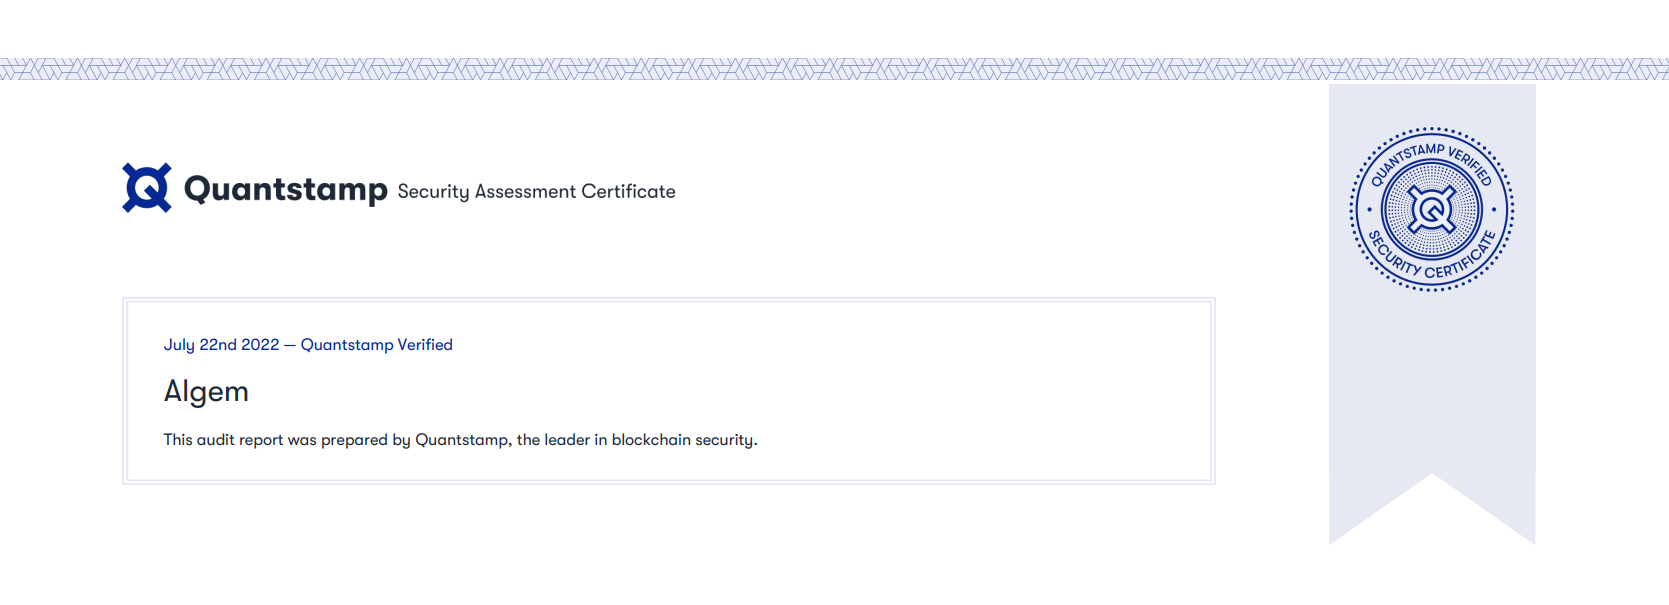 Quantstamp Security Assessment Certificate
QUANTSTAMP VERIFIED
SECURITY CERTIFICATE
July 22nd 2022 — Quantstamp Verified
Algem
This audit report was prepared by Quantstamp, the leader in blockchain security.